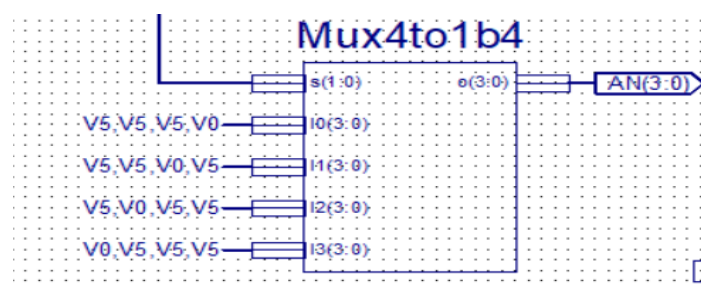 Mux4to1b4
s(1:0) o(3:0) AN(3:0)
V5,V5,V5,V0 I0(3:0)
V5,V5,V0,V5 I1(3:0)
V5,V0,V5,V5 I2(3:0)
V0,V5,V5,V5 I3(3:0)